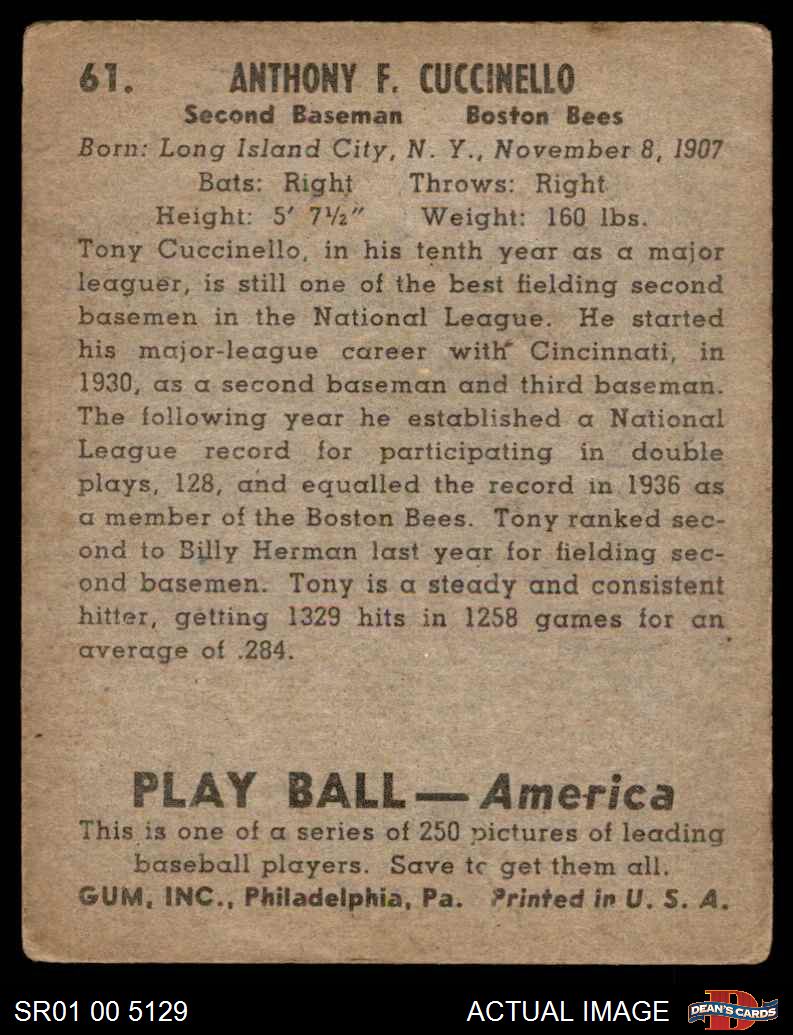 61. ANTHONY F. CUCCINELLO
Second Baseman Boston Bees
Born: Long Island City, N. Y., November 8, 1907
Bats: Right Throws: Right
Height: 5′ 7½″ Weight: 160 lbs.
Tony Cuccinello, in his tenth year as a major
leaguer, is still one of the best fielding second
basemen in the National League. He started
his major-league career with Cincinnati, in
1930, as a second baseman and third baseman.
The following year he established a National
League record for participating in double
plays, 128, and equalled the record in 1936 as
a member of the Boston Bees. Tony ranked sec-
ond to Billy Herman last year for fielding sec-
ond basemen. Tony is a steady and consistent
hitter, getting 1329 hits in 1258 games for an
average of .284.
PLAY BALL — America
This is one of a series of 250 pictures of leading
baseball players. Save to get them all.
GUM, INC., Philadelphia, Pa. Printed in U. S. A.
SR01 00 5129 ACTUAL IMAGE D DEAN'S CARDS